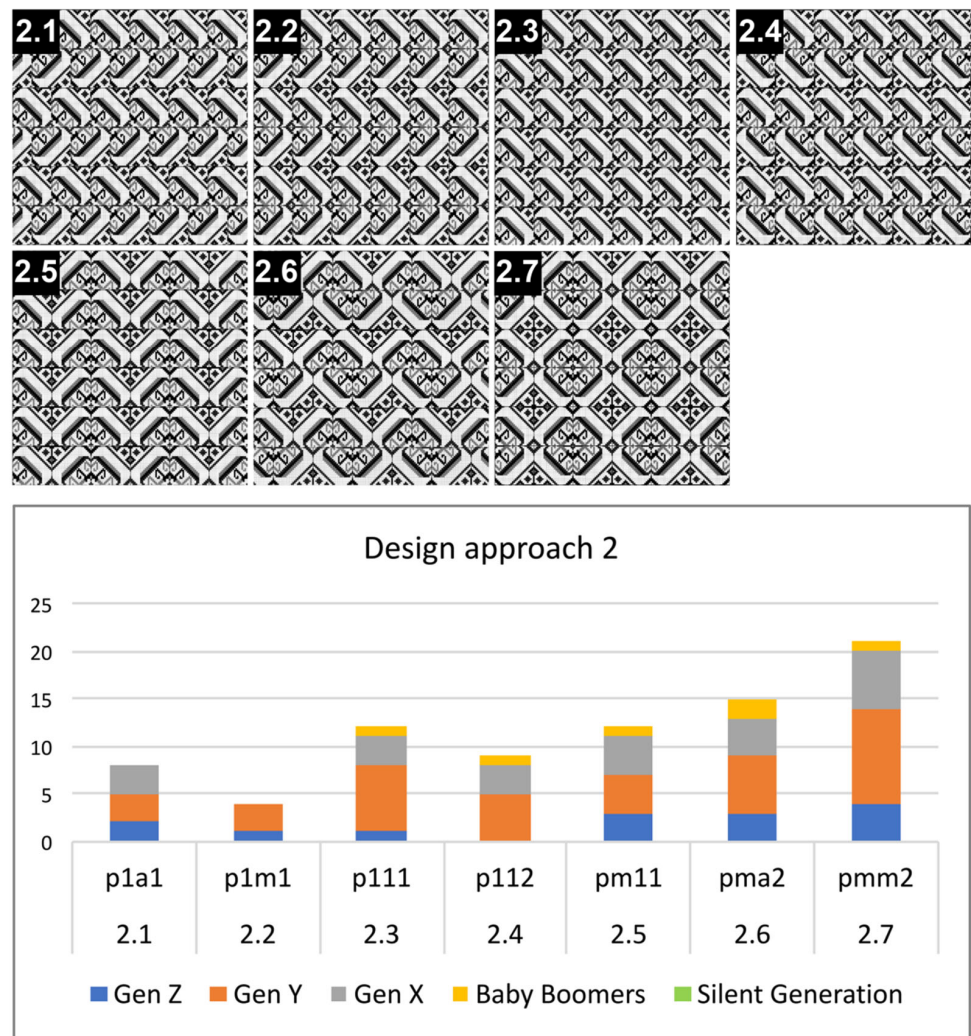 2.1 2.2 2.3 2.4
2.5 2.6 2.7
Design approach 2
25
20
15
10
5
0
p1a1 p1m1 p111 p112 pm11 pma2 pmm2
2.1 2.2 2.3 2.4 2.5 2.6 2.7
Gen Z Gen Y Gen X Baby Boomers Silent Generation